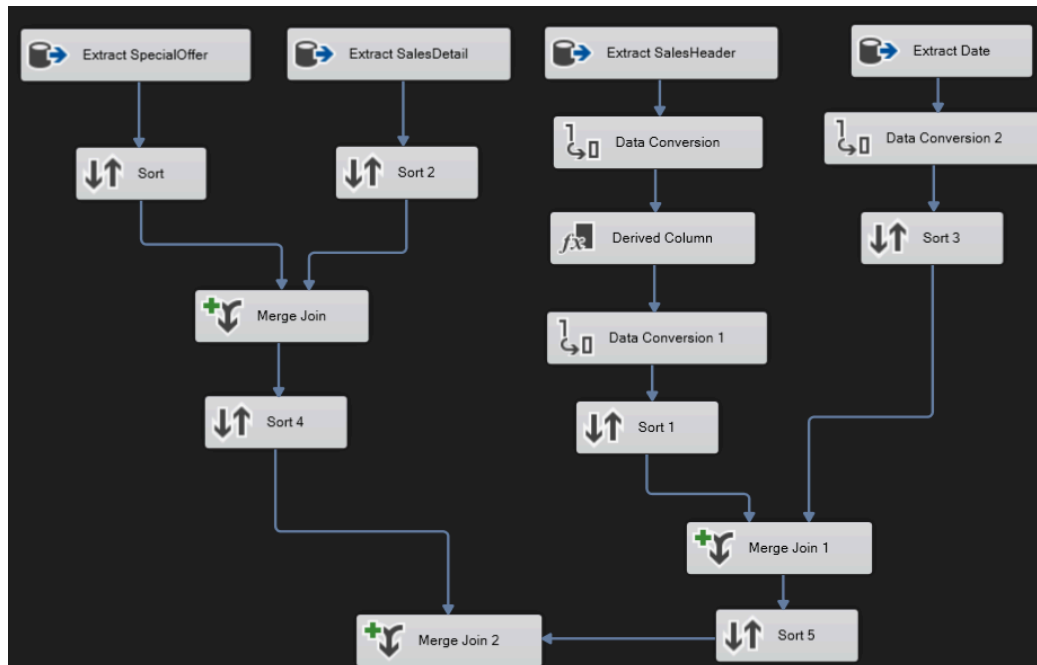 Extract SpecialOffer
Extract SalesDetail
Extract SalesHeader
Extract Date
Data Conversion
Data Conversion 2
Sort
Sort 2
Derived Column
Sort 3
Merge Join
Data Conversion 1
Sort 4
Sort 1
Merge Join 1
Merge Join 2
Sort 5